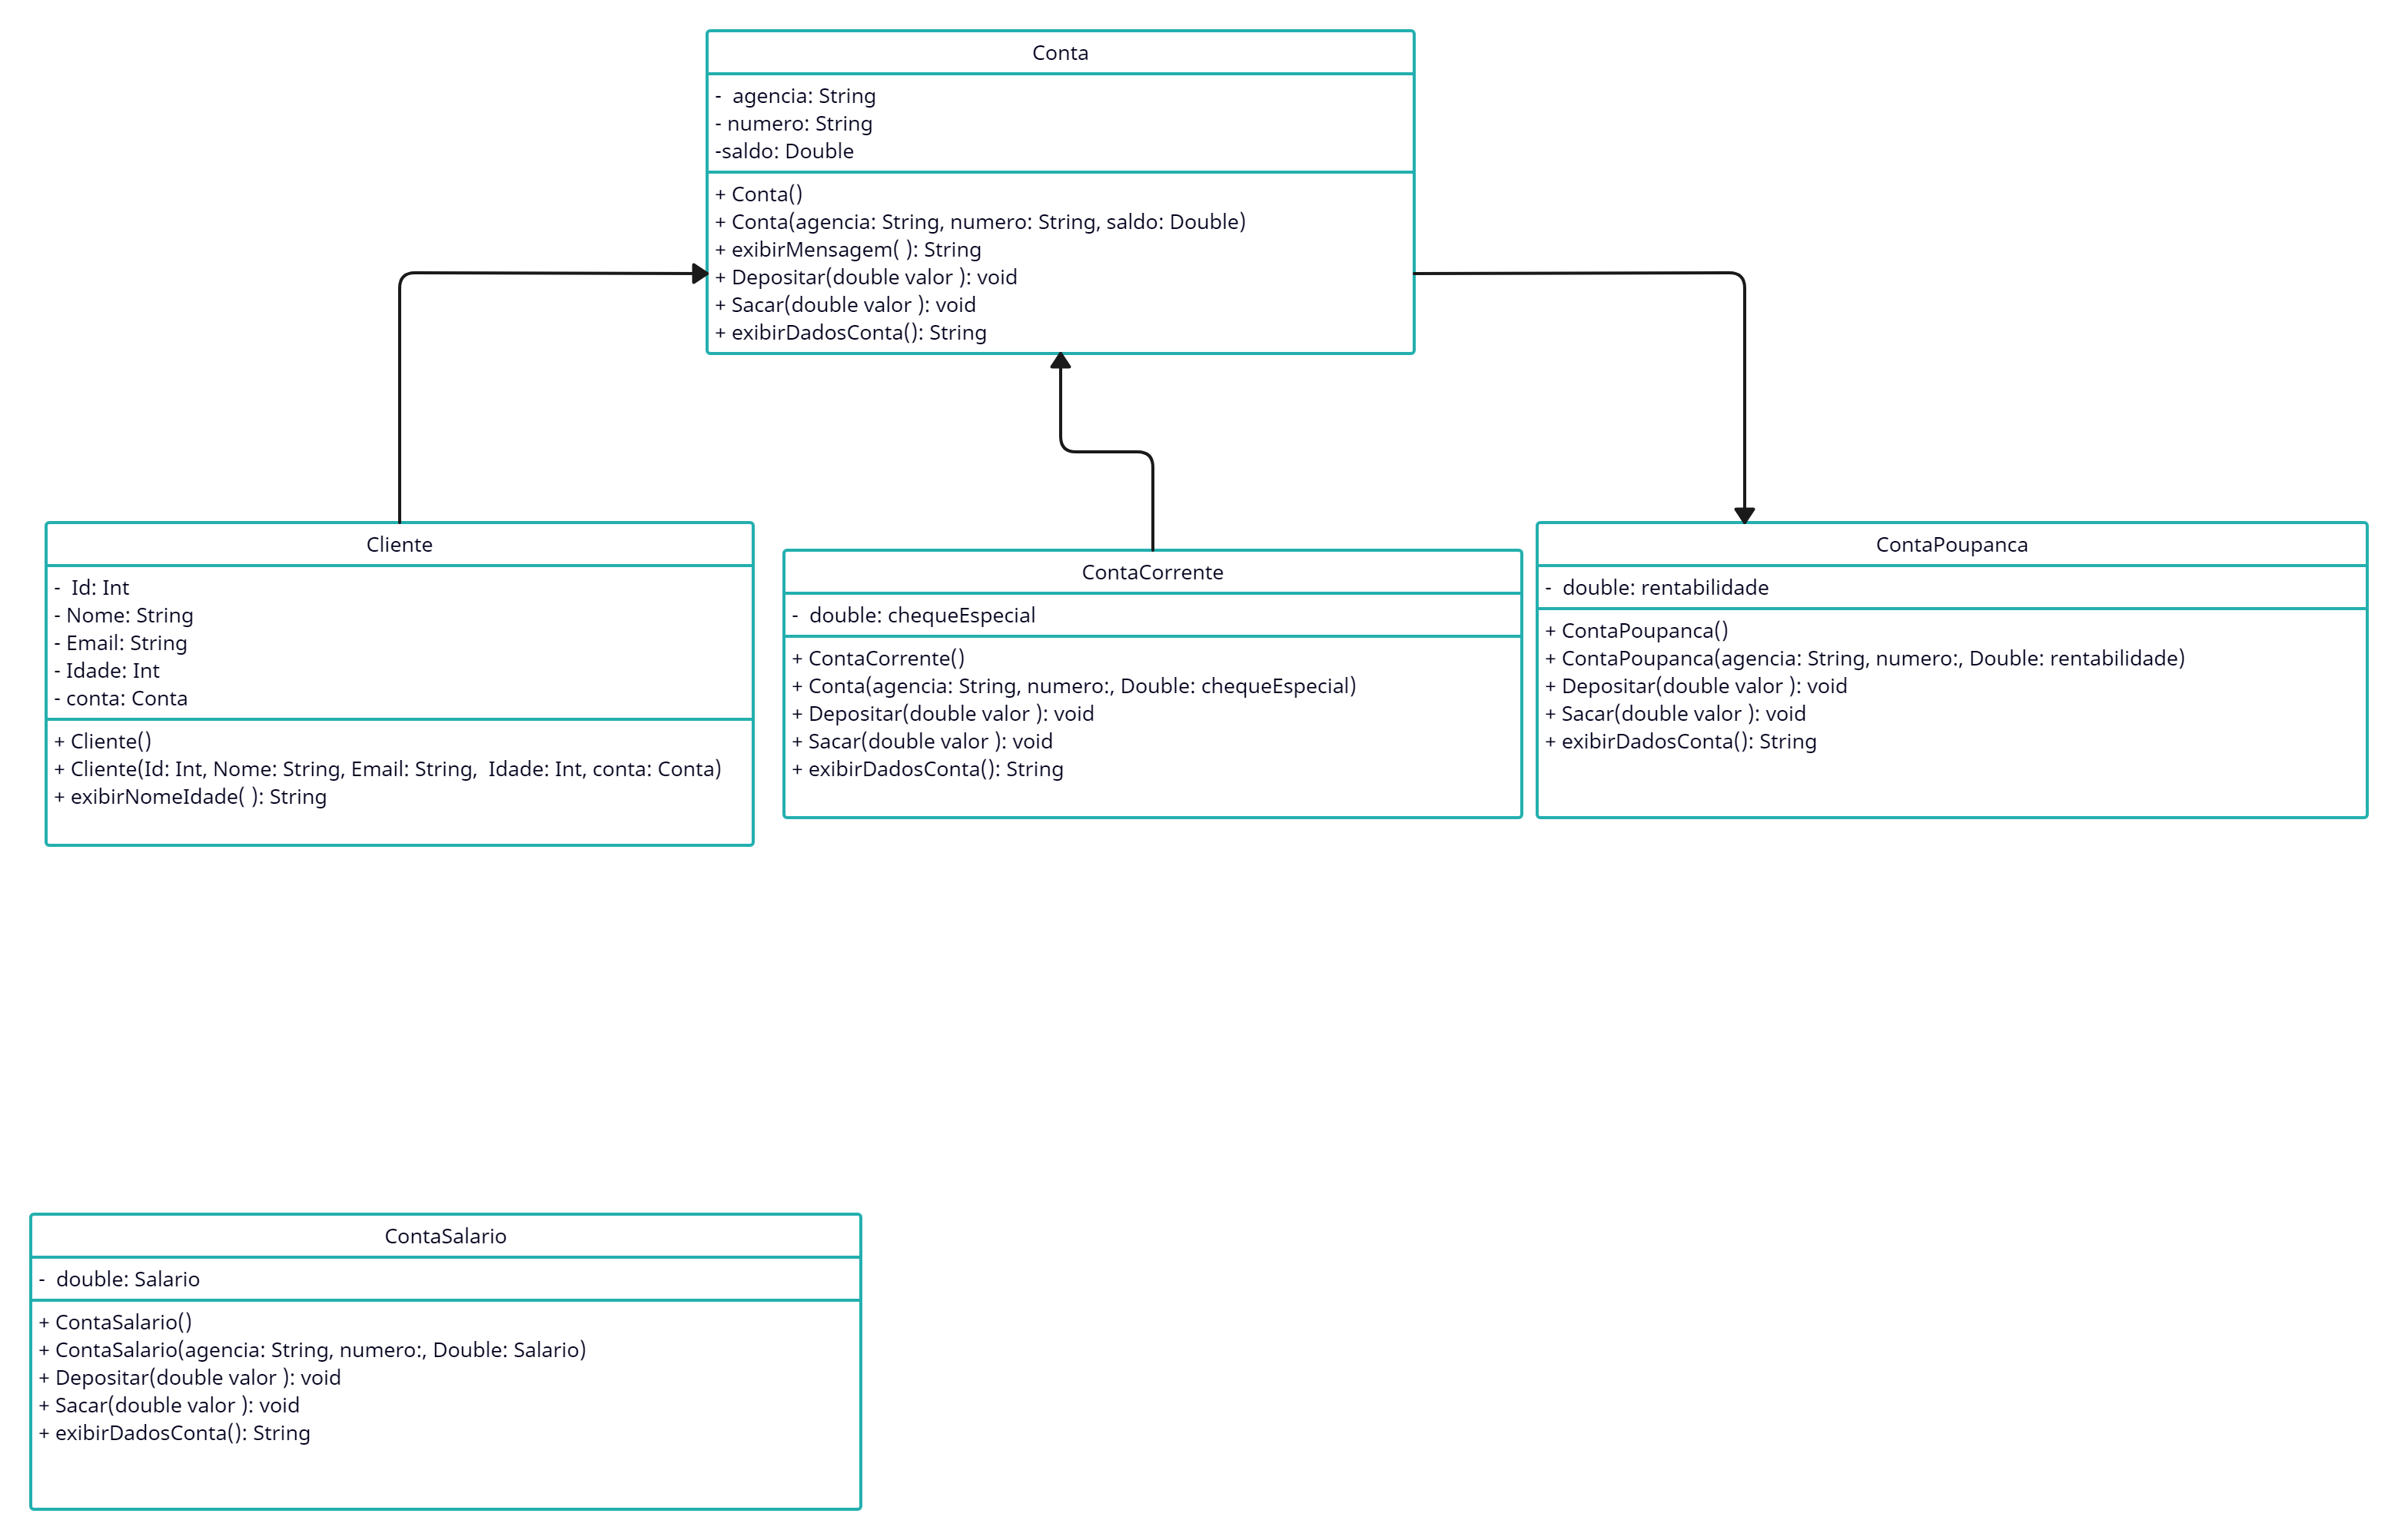 Conta
-  agencia: String
- numero: String
-saldo: Double
+ Conta()
+ Conta(agencia: String, numero: String, saldo: Double)
+ exibirMensagem( ): String
+ Depositar(double valor ): void
+ Sacar(double valor ): void
+ exibirDadosConta(): String
Cliente
-  Id: Int
- Nome: String
- Email: String
- Idade: Int
- conta: Conta
+ Cliente()
+ Cliente(Id: Int, Nome: String, Email: String,  Idade: Int, conta: Conta)
+ exibirNomeIdade( ): String
ContaCorrente
-  double: chequeEspecial
+ ContaCorrente()
+ Conta(agencia: String, numero:, Double: chequeEspecial)
+ Depositar(double valor ): void
+ Sacar(double valor ): void
+ exibirDadosConta(): String
ContaPoupanca
-  double: rentabilidade
+ ContaPoupanca()
+ ContaPoupanca(agencia: String, numero:, Double: rentabilidade)
+ Depositar(double valor ): void
+ Sacar(double valor ): void
+ exibirDadosConta(): String
ContaSalario
-  double: Salario
+ ContaSalario()
+ ContaSalario(agencia: String, numero:, Double: Salario)
+ Depositar(double valor ): void
+ Sacar(double valor ): void
+ exibirDadosConta(): String